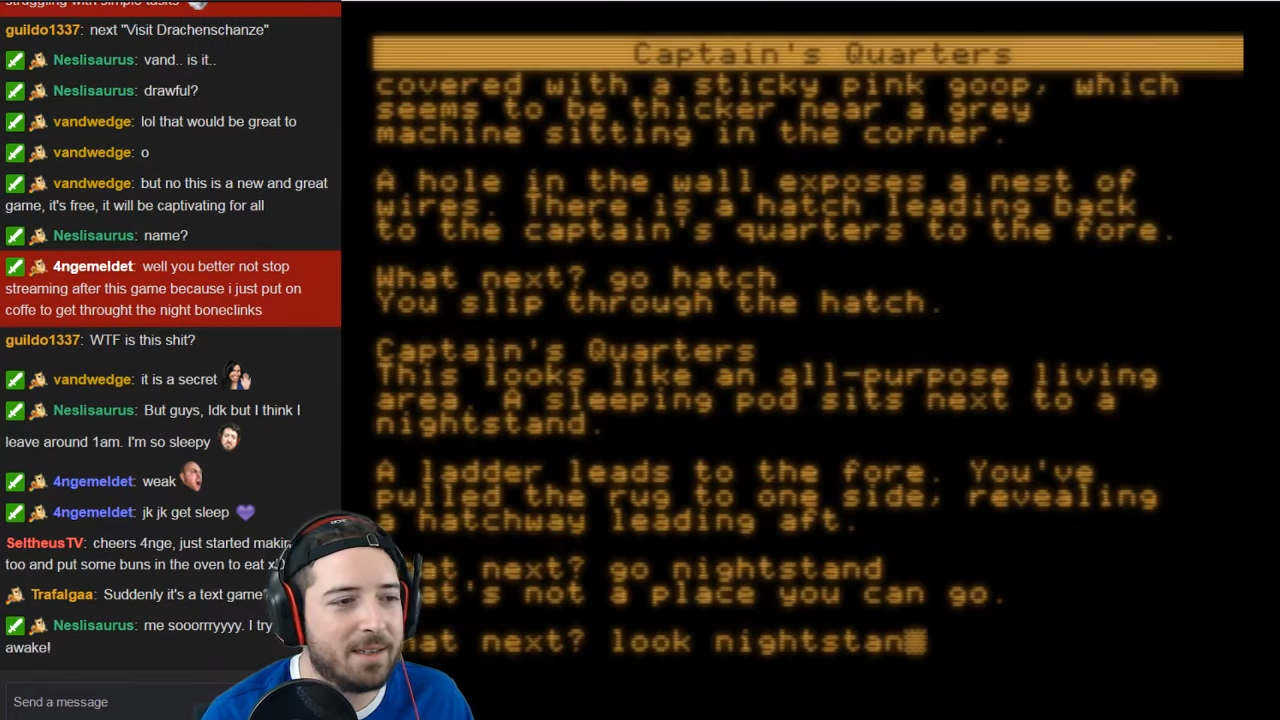 struggling with simple tasks
guildo1337: next "Visit Drachenschanze"
Neslisaurus: vand.. is it..
Neslisaurus: drawful?
vandwedge: lol that would be great to
vandwedge: o
vandwedge: but no this is a new and great
game, it's free, it will be captivating for all
Neslisaurus: name?
4ngemeldet: well you better not stop
streaming after this game because i just put on
coffe to get throught the night boneclinks
guildo1337: WTF is this shit?
vandwedge: it is a secret
Neslisaurus: But guys, Idk but I think I
leave around 1am. I'm so sleepy
4ngemeldet: weak
4ngemeldet: jk jk get sleep
SeltheusTV: cheers 4nge, just started makin
too and put some buns in the oven to eat
Trafalgaa: Suddenly it's a text game
Neslisaurus: me sooorrryyyy. I try
awake!
Send a message
Captain's Quarters
covered with a sticky pink goop, which
seems to be thicker near a grey
machine sitting in the corner.
A hole in the wall exposes a nest of
wires. There is a hatch leading back
to the captain's quarters to the fore.
What next? go hatch
You slip through the hatch.
Captain's Quarters
This looks like an all-purpose living
area. A sleeping pod sits next to a
nightstand.
A ladder leads to the fore. You've
pulled the rug to one side, revealing
a hatchway leading aft.
hat next? go nightstand
hat's not a place you can go.
hat next? look nightstan